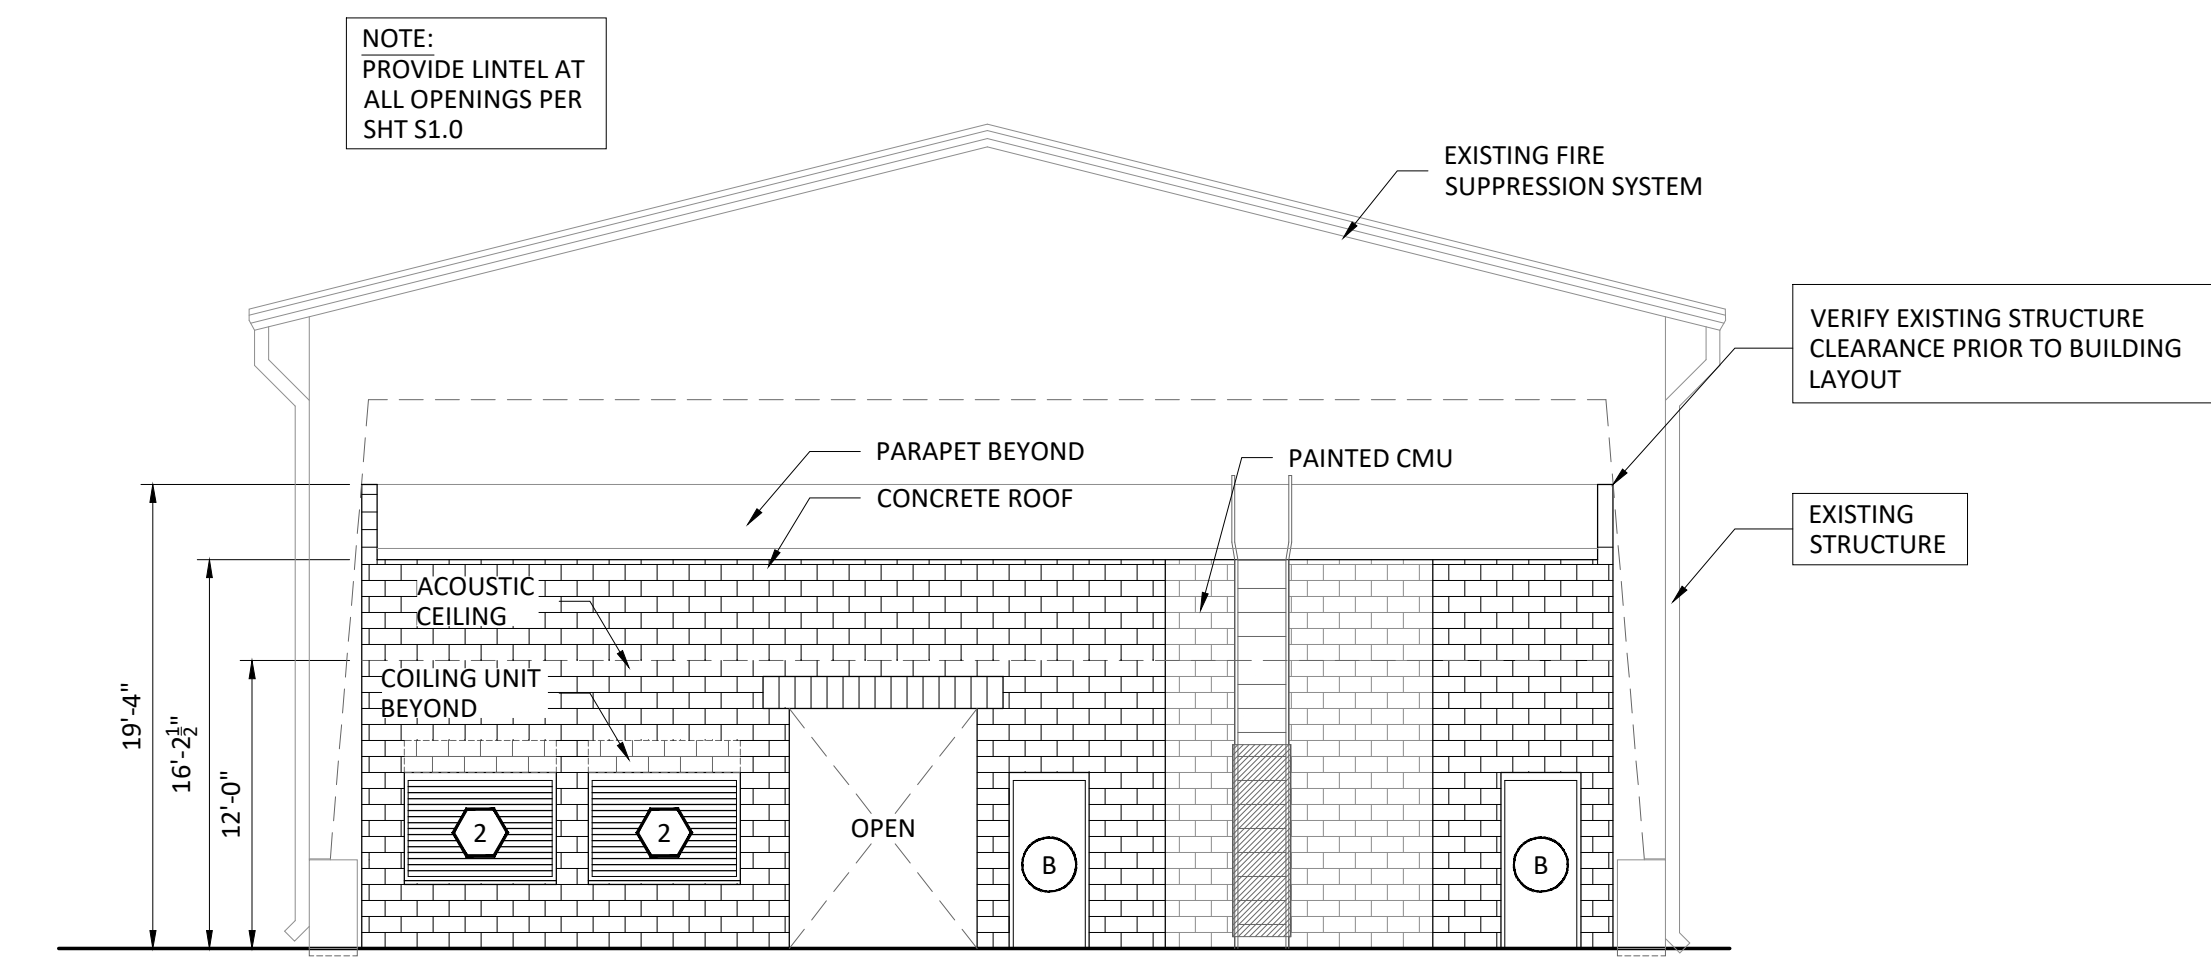 NOTE:
PROVIDE LINTEL AT
ALL OPENINGS PER
SHT S1.0
EXISTING FIRE
SUPPRESSION SYSTEM
VERIFY EXISTING STRUCTURE
CLEARANCE PRIOR TO BUILDING
LAYOUT
PARAPET BEYOND
PAINTED CMU
CONCRETE ROOF
EXISTING
STRUCTURE
ACOUSTIC
CEILING
COILING UNIT
BEYOND
19'-4"
16'-2½"
12'-0"
2
2
OPEN
B
B